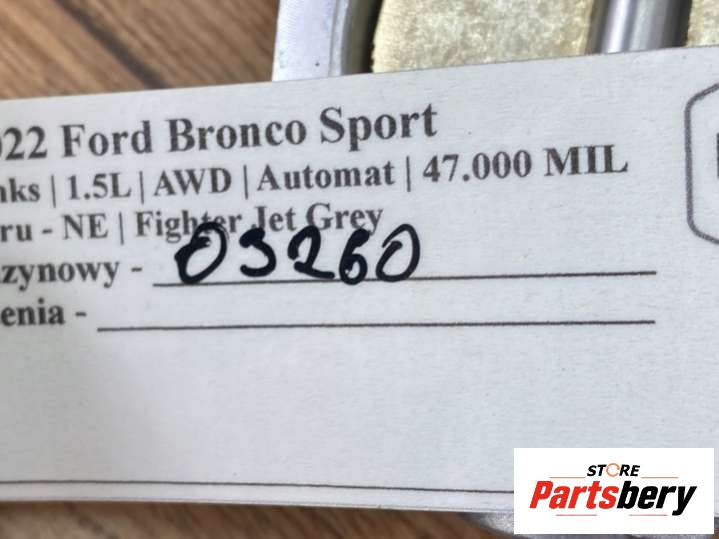 022 Ford Bronco Sport
nks | 1.5L | AWD | Automat | 47.000 MIL
ru - NE | Fighter Jet Grey
zynowy - 03260
enia -
STORE
Partsbery